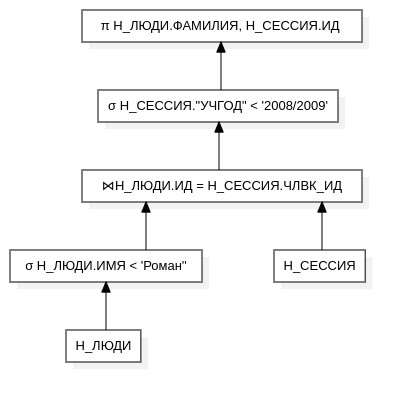 π Н_ЛЮДИ.ФАМИЛИЯ, Н_СЕССИЯ.ИД
σ Н_СЕССИЯ."УЧГОД" < '2008/2009'
⋈Н_ЛЮДИ.ИД = Н_СЕССИЯ.ЧЛВК_ИД
σ Н_ЛЮДИ.ИМЯ < 'Роман"
Н_СЕССИЯ
Н_ЛЮДИ